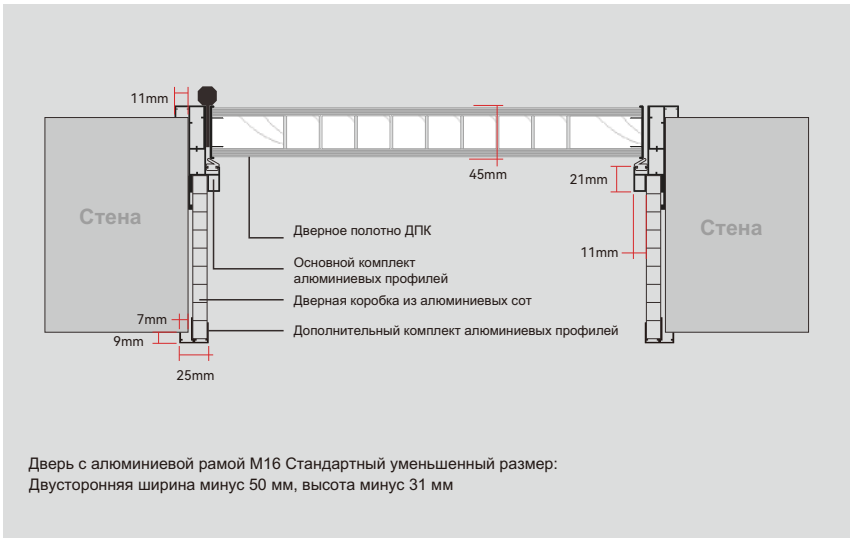 11mm
45mm
21mm
Стена
Стена
Дверное полотно ДПК
11mm
Основной комплект
алюминиевых профилей
Дверная коробка из алюминиевых сот
7mm
Дополнительный комплект алюминиевых профилей
9mm
25mm
Дверь с алюминиевой рамой M16 Стандартный уменьшенный размер:
Двусторонняя ширина минус 50 мм, высота минус 31 мм